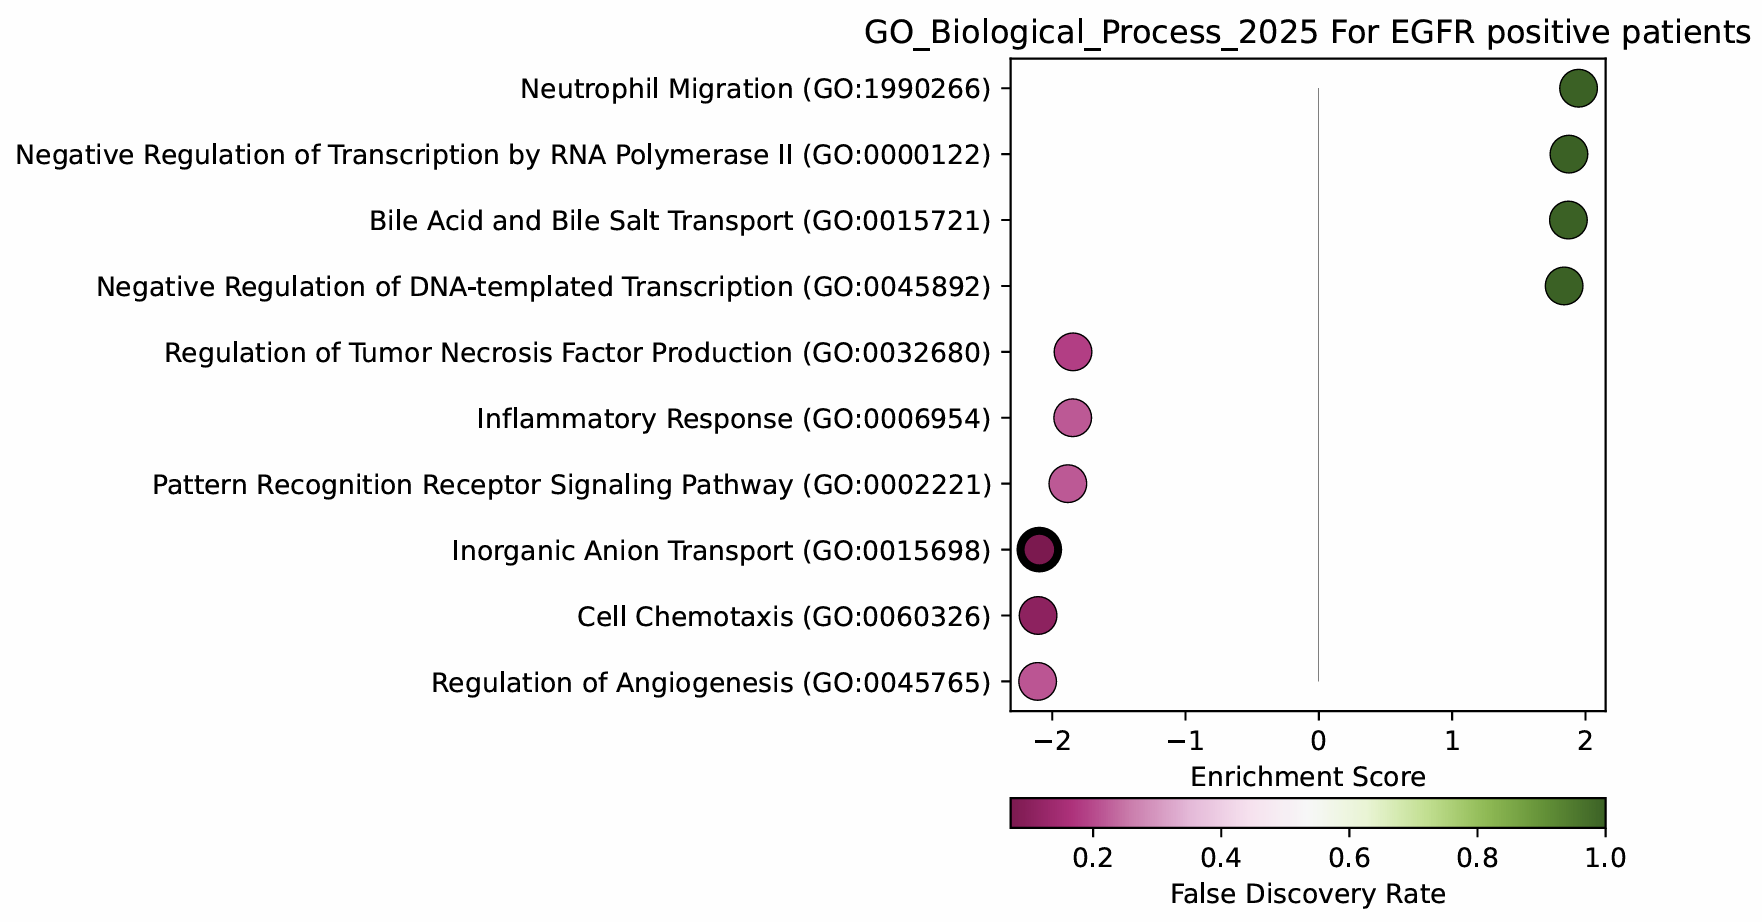 GO_Biological_Process_2025 For EGFR positive patients
Neutrophil Migration (GO:1990266)
Negative Regulation of Transcription by RNA Polymerase II (GO:0000122)
Bile Acid and Bile Salt Transport (GO:0015721)
Negative Regulation of DNA-templated Transcription (GO:0045892)
Regulation of Tumor Necrosis Factor Production (GO:0032680)
Inflammatory Response (GO:0006954)
Pattern Recognition Receptor Signaling Pathway (GO:0002221)
Inorganic Anion Transport (GO:0015698)
Cell Chemotaxis (GO:0060326)
Regulation of Angiogenesis (GO:0045765)
−2 −1 0 1 2
Enrichment Score
0.2 0.4 0.6 0.8 1.0
False Discovery Rate